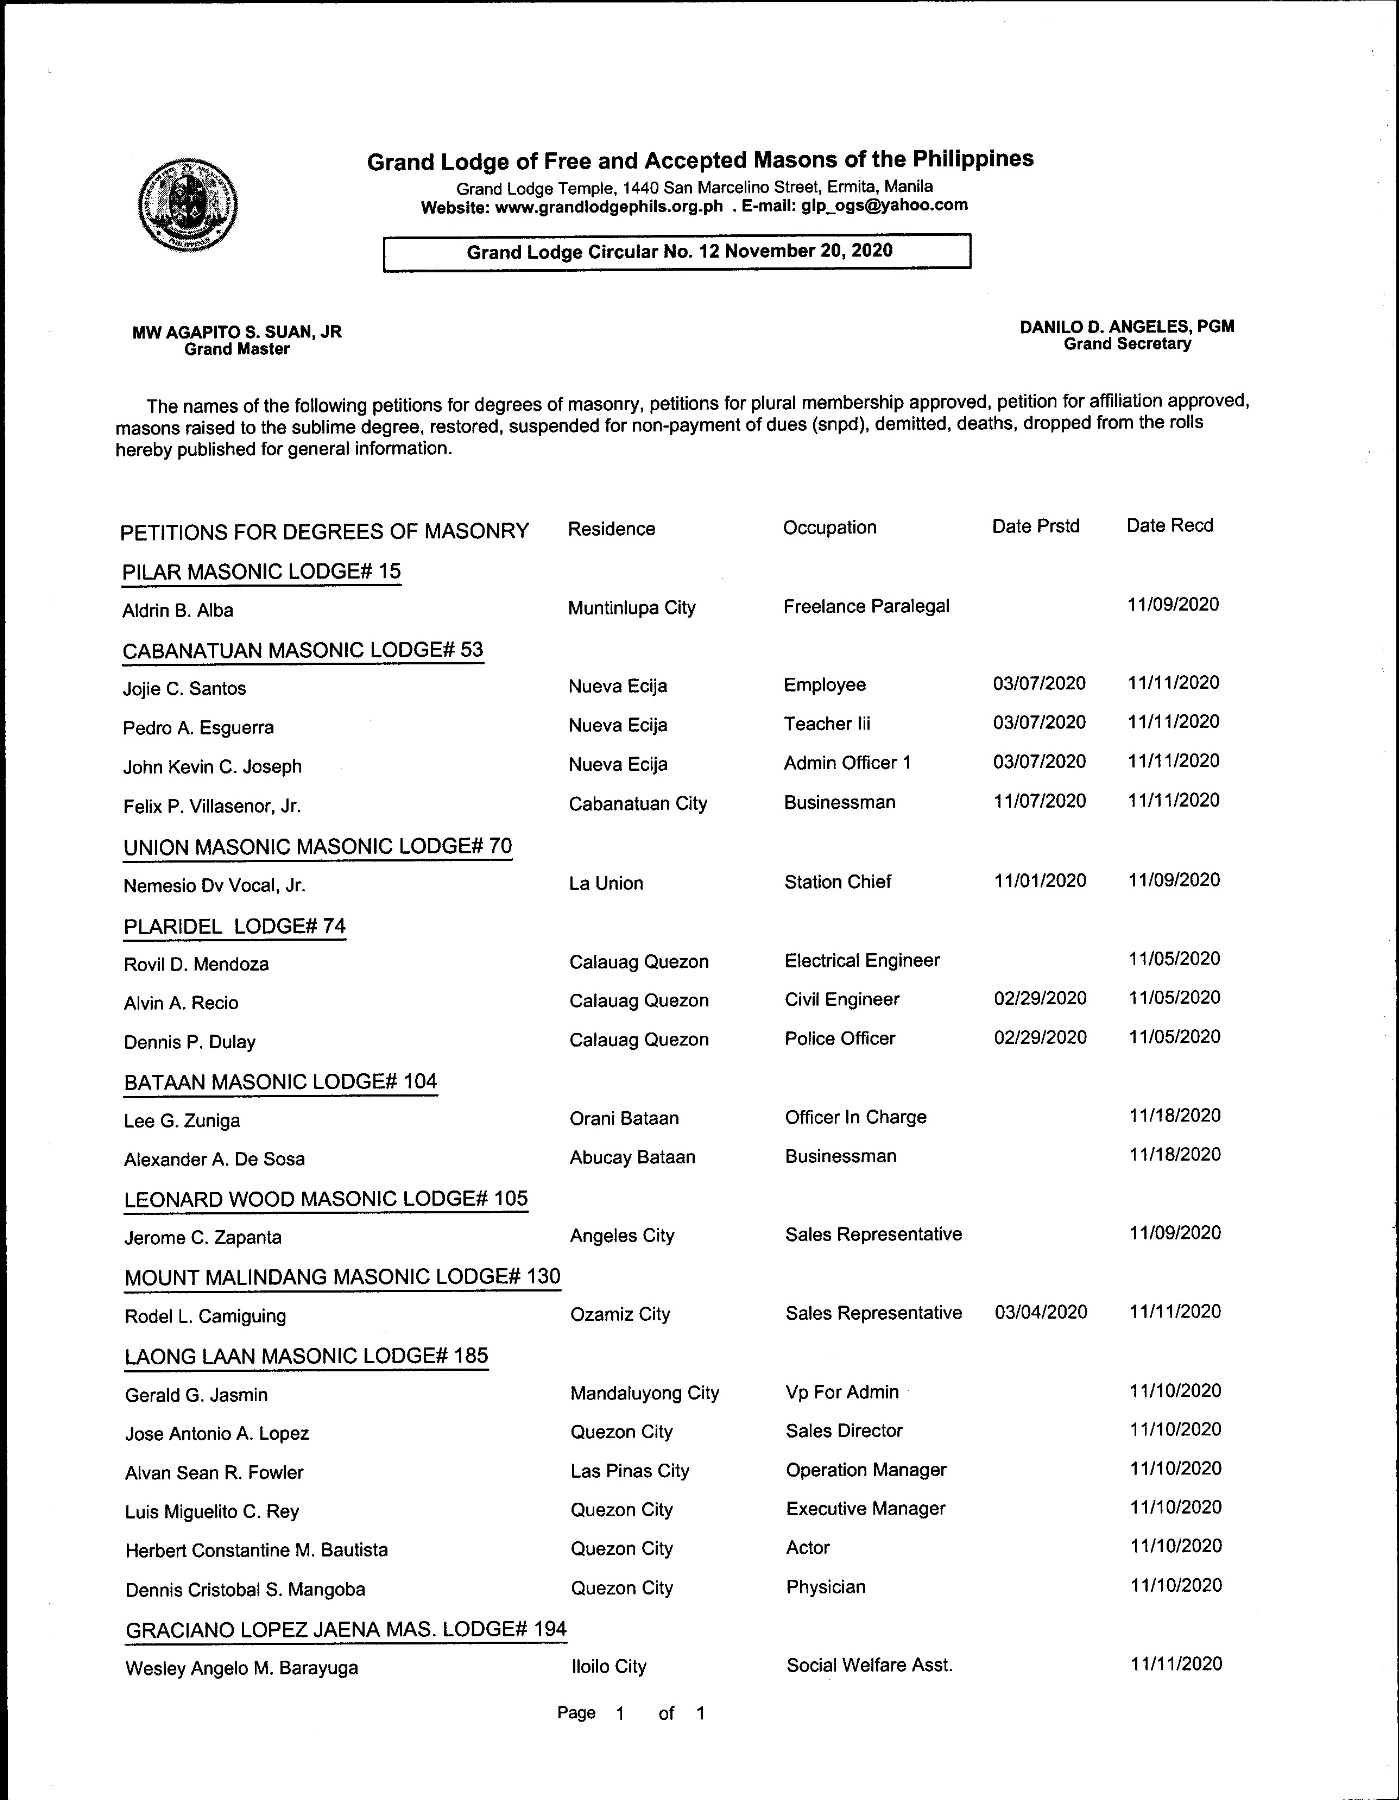 Grand Lodge of Free and Accepted Masons of the Philippines
Grand Lodge Temple, 1440 San Marcelino Street, Ermita, Manila
Website: www.grandlodgephils.org.ph . E-mail: glp_ogs@yahoo.com
Grand Lodge Circular No. 12 November 20, 2020
MW AGAPITO S. SUAN, JR
Grand Master
DANILO D. ANGELES, PGM
Grand Secretary
The names of the following petitions for degrees of masonry, petitions for plural membership approved, petition for affiliation approved,
masons raised to the sublime degree, restored, suspended for non-payment of dues (snpd), demitted, deaths, dropped from the rolls
hereby published for general information.
PETITIONS FOR DEGREES OF MASONRY Residence Occupation Date Prstd Date Recd
PILAR MASONIC LODGE# 15
Aldrin B. Alba Muntinlupa City Freelance Paralegal 11/09/2020
CABANATUAN MASONIC LODGE# 53
Jojie C. Santos Nueva Ecija Employee 03/07/2020 11/11/2020
Pedro A. Esguerra Nueva Ecija Teacher Iii 03/07/2020 11/11/2020
John Kevin C. Joseph Nueva Ecija Admin Officer 1 03/07/2020 11/11/2020
Felix P. Villasenor, Jr. Cabanatuan City Businessman 11/07/2020 11/11/2020
UNION MASONIC MASONIC LODGE# 70
Nemesio Dv Vocal, Jr. La Union Station Chief 11/01/2020 11/09/2020
PLARIDEL LODGE# 74
Rovil D. Mendoza Calauag Quezon Electrical Engineer 11/05/2020
Alvin A. Recio Calauag Quezon Civil Engineer 02/29/2020 11/05/2020
Dennis P. Dulay Calauag Quezon Police Officer 02/29/2020 11/05/2020
BATAAN MASONIC LODGE# 104
Lee G. Zuniga Orani Bataan Officer In Charge 11/18/2020
Alexander A. De Sosa Abucay Bataan Businessman 11/18/2020
LEONARD WOOD MASONIC LODGE# 105
Jerome C. Zapanta Angeles City Sales Representative 11/09/2020
MOUNT MALINDANG MASONIC LODGE# 130
Rodel L. Camiguing Ozamiz City Sales Representative 03/04/2020 11/11/2020
LAONG LAAN MASONIC LODGE# 185
Gerald G. Jasmin Mandaluyong City Vp For Admin 11/10/2020
Jose Antonio A. Lopez Quezon City Sales Director 11/10/2020
Alvan Sean R. Fowler Las Pinas City Operation Manager 11/10/2020
Luis Miguelito C. Rey Quezon City Executive Manager 11/10/2020
Herbert Constantine M. Bautista Quezon City Actor 11/10/2020
Dennis Cristobal S. Mangoba Quezon City Physician 11/10/2020
GRACIANO LOPEZ JAENA MAS. LODGE# 194
Wesley Angelo M. Barayuga Iloilo City Social Welfare Asst. 11/11/2020
Page 1 of 1